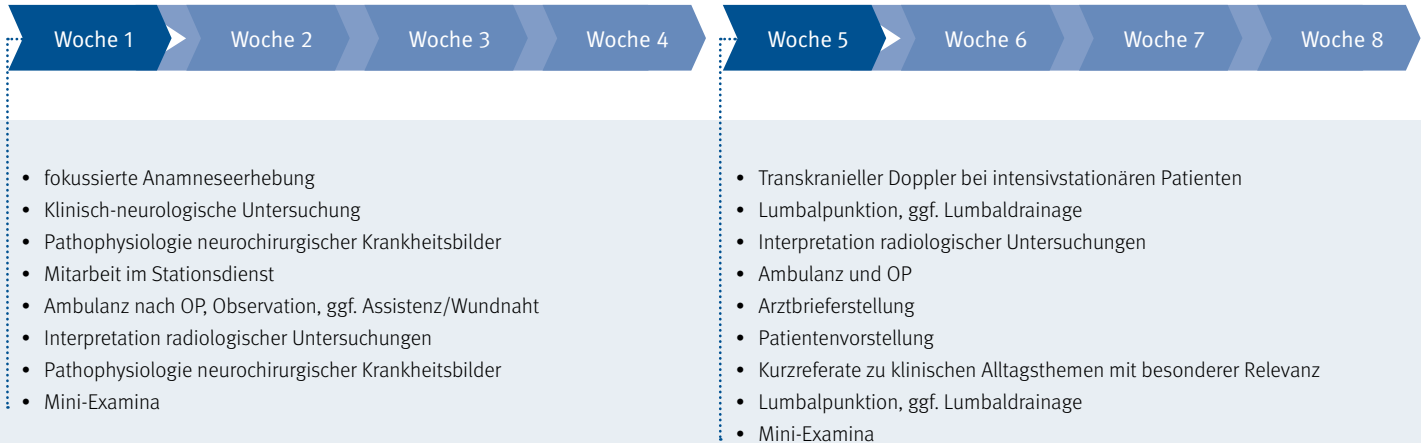 Woche 1 Woche 2 Woche 3 Woche 4 Woche 5 Woche 6 Woche 7 Woche 8
• fokussierte Anamneseerhebung
• Klinisch-neurologische Untersuchung
• Pathophysiologie neurochirurgischer Krankheitsbilder
• Mitarbeit im Stationsdienst
• Ambulanz nach OP, Observation, ggf. Assistenz/Wundnaht
• Interpretation radiologischer Untersuchungen
• Pathophysiologie neurochirurgischer Krankheitsbilder
• Mini-Examina
• Transkranieller Doppler bei intensivstationären Patienten
• Lumbalpunktion, ggf. Lumbaldrainage
• Interpretation radiologischer Untersuchungen
• Ambulanz und OP
• Arztbrieferstellung
• Patientenvorstellung
• Kurzreferate zu klinischen Alltagsthemen mit besonderer Relevanz
• Lumbalpunktion, ggf. Lumbaldrainage
• Mini-Examina